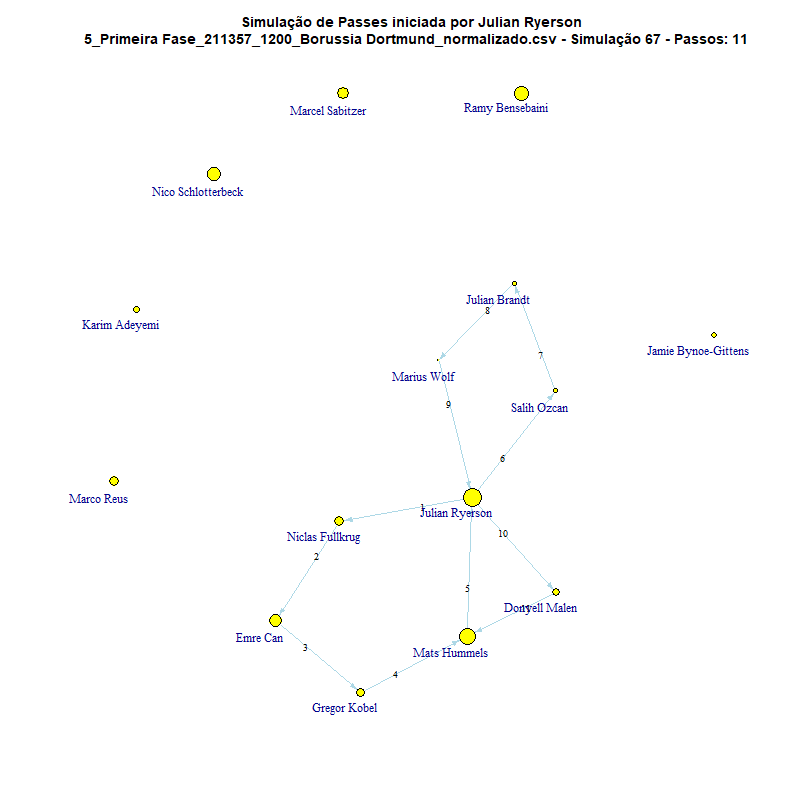 Simulação de Passes iniciada por Julian Ryerson
5_Primeira Fase_211357_1200_Borussia Dortmund_normalizado.csv - Simulação 67 - Passos: 11
Marcel Sabitzer
Ramy Bensebaini
Nico Schlotterbeck
Julian Brandt
8
Karim Adeyemi
Jamie Bynoe-Gittens
7
Marius Wolf
9
Salih Ozcan
6
Marco Reus
1
Julian Ryerson
10
Niclas Fullkrug
2
5
Donyell Malen
11
Emre Can
3
Mats Hummels
4
Gregor Kobel